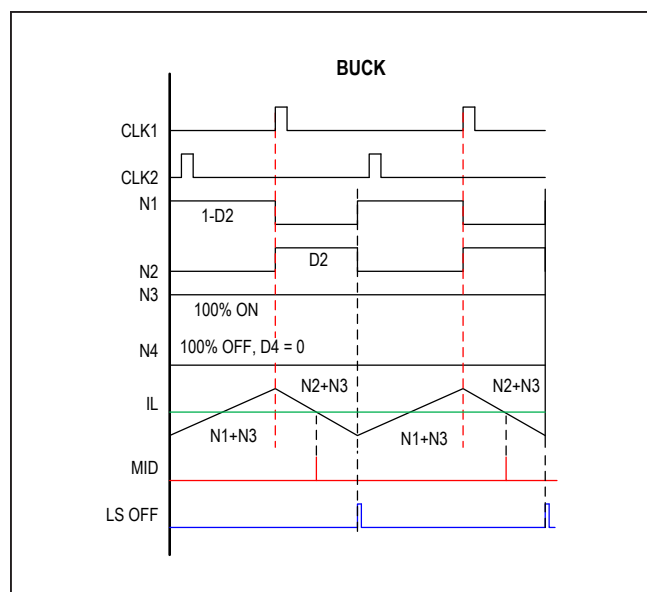 BUCK
CLK1
CLK2
N1
1-D2
D2
N2
N3
100% ON
100% OFF, D4 = 0
N4
N2+N3
N2+N3
IL
N1+N3
N1+N3
MID
LS OFF